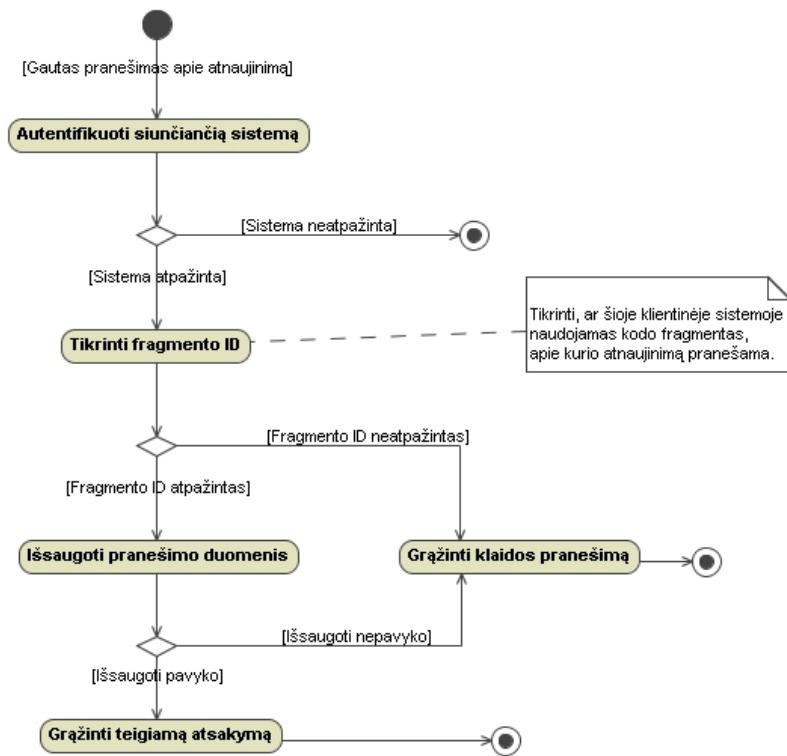 [Gautas pranešimas apie atnaujinimą]
Autentifikuoti siunčiančią sistemą
[Sistema neatpažinta]
[Sistema atpažinta]
Tikrinti, ar šioje klientinėje sistemoje
naudojamas kodo fragmentas,
apie kurio atnaujinimą pranešama.
Tikrinti fragmento ID
[Fragmento ID neatpažintas]
[Fragmento ID atpažintas]
Išsaugoti pranešimo duomenis
Grąžinti klaidos pranešimą
[Išsaugoti nepavyko]
[Išsaugoti pavyko]
Grąžinti teigiamą atsakymą